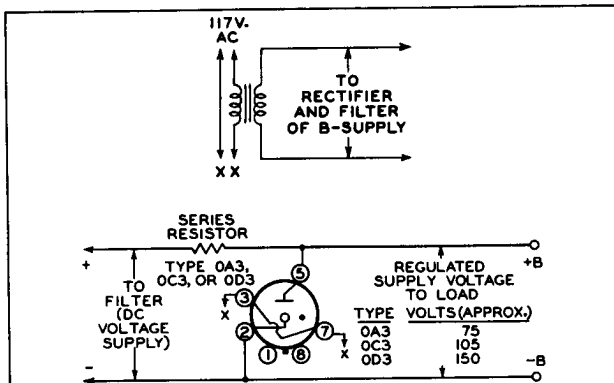 117V.
AC
TO
RECTIFIER
AND FILTER
OF B-SUPPLY
X X
SERIES
RESISTOR
+
TYPE 0A3,
0C3, OR 0D3
5
REGULATED
SUPPLY VOLTAGE
TO LOAD
+B
TO
FILTER
(DC
VOLTAGE
SUPPLY)
3
X
2
1
8
7
X
TYPE VOLTS (APPROX.)
0A3 75
0C3 105
0D3 150
-
-B